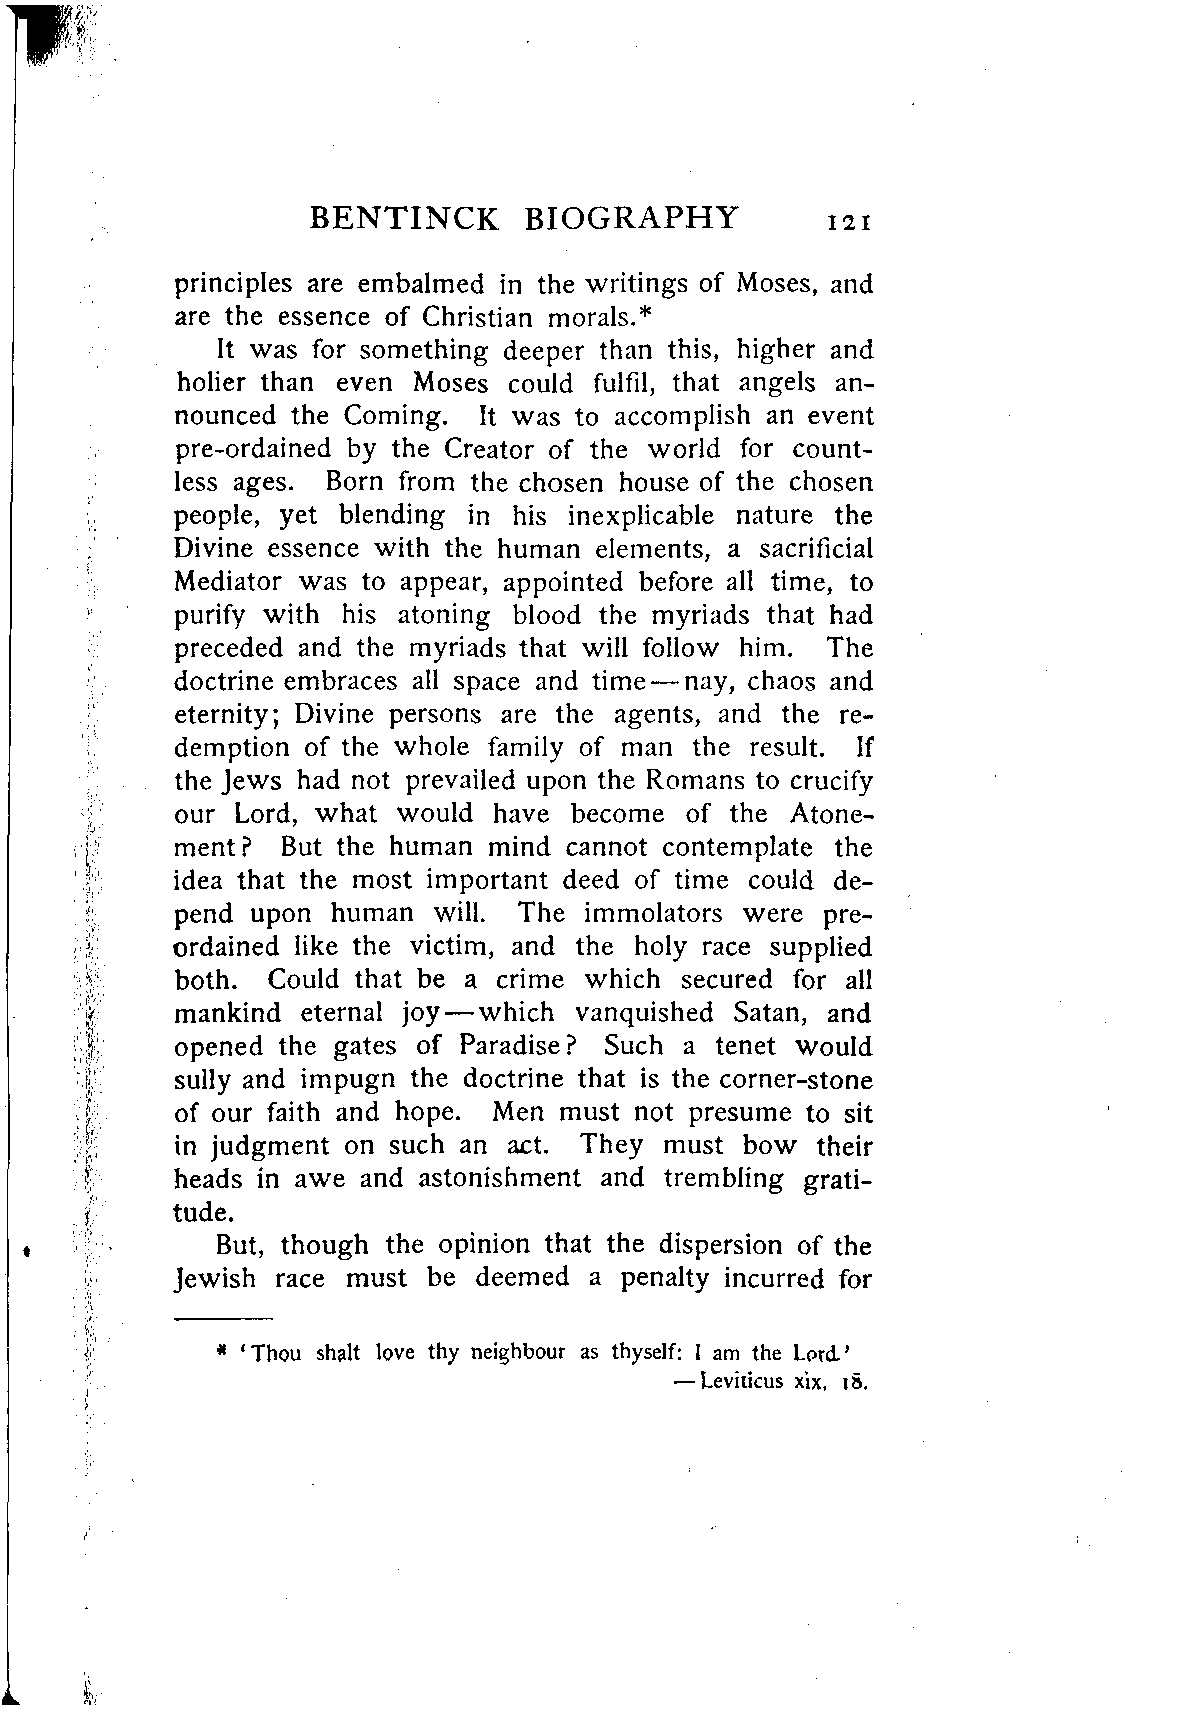 BENTINCK BIOGRAPHY 121
principles are embalmed in the writings of Moses, and
are the essence of Christian morals.*
It was for something deeper than this, higher and
holier than even Moses could fulfil, that angels an-
nounced the Coming. It was to accomplish an event
pre-ordained by the Creator of the world for count-
less ages. Born from the chosen house of the chosen
people, yet blending in his inexplicable nature the
Divine essence with the human elements, a sacrificial
Mediator was to appear, appointed before all time, to
purify with his atoning blood the myriads that had
preceded and the myriads that will follow him. The
doctrine embraces all space and time—nay, chaos and
eternity; Divine persons are the agents, and the re-
demption of the whole family of man the result. If
the Jews had not prevailed upon the Romans to crucify
our Lord, what would have become of the Atone-
ment? But the human mind cannot contemplate the
idea that the most important deed of time could de-
pend upon human will. The immolators were pre-
ordained like the victim, and the holy race supplied
both. Could that be a crime which secured for all
mankind eternal joy—which vanquished Satan, and
opened the gates of Paradise? Such a tenet would
sully and impugn the doctrine that is the corner-stone
of our faith and hope. Men must not presume to sit
in judgment on such an act. They must bow their
heads in awe and astonishment and trembling grati-
tude.
But, though the opinion that the dispersion of the
Jewish race must be deemed a penalty incurred for
* 'Thou shalt love thy neighbour as thyself: I am the Lord.'
—Leviticus xix, 18.